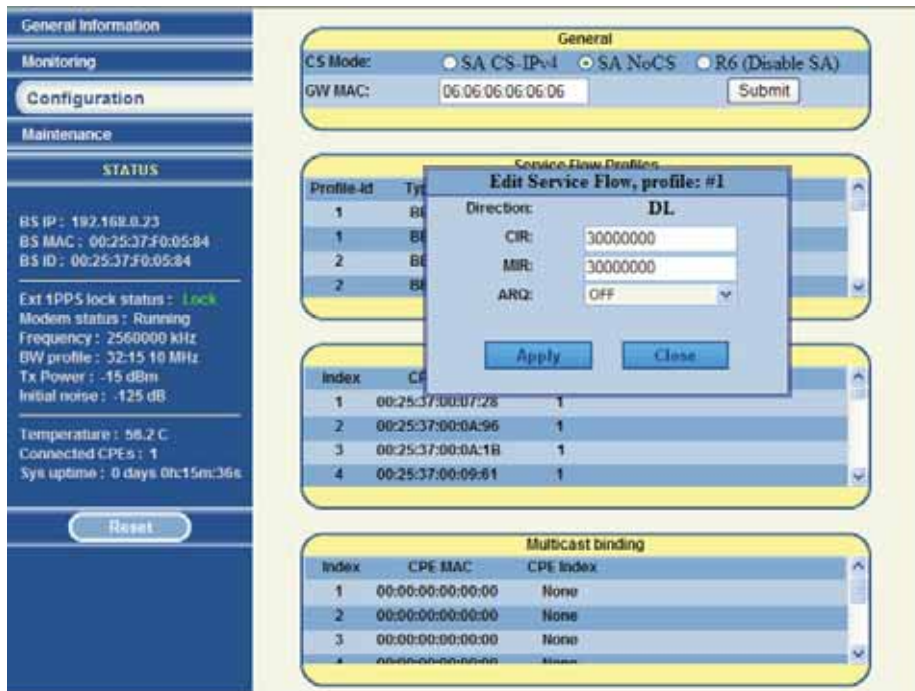 General Information
Monitoring
Configuration
Maintenance
STATUS
BS IP : 192.168.0.23
BS MAC : 00:25:37:F0:05:84
BS ID : 00:25:37:F0:05:84
Ext 1PPS lock status : Lock
Modem status : Running
Frequency : 2560000 kHz
BW profile : 32:15 10 MHz
Tx Power : -15 dBm
Initial noise : -125 dB
Temperature : 56.2 C
Connected CPEs : 1
Sys uptime : 0 days 0h:15m:36s
Reset
General
CS Mode: SA CS-IPv4 SA NoCS R6 (Disable SA)
GW MAC: 06:06:06:06:06:06 Submit
Service Flow Profiles
Profile-Id
1
1
2
2
Edit Service Flow, profile: #1
Direction: DL
CIR: 30000000
MIR: 30000000
ARQ: OFF
Apply Close
Index
1 00:25:37:00:07:28 1
2 00:25:37:00:0A:96 1
3 00:25:37:00:0A:1B 1
4 00:25:37:00:09:61 1
Multicast binding
Index CPE MAC CPE Index
1 00:00:00:00:00:00 None
2 00:00:00:00:00:00 None
3 00:00:00:00:00:00 None
4 00:00:00:00:00:00 None